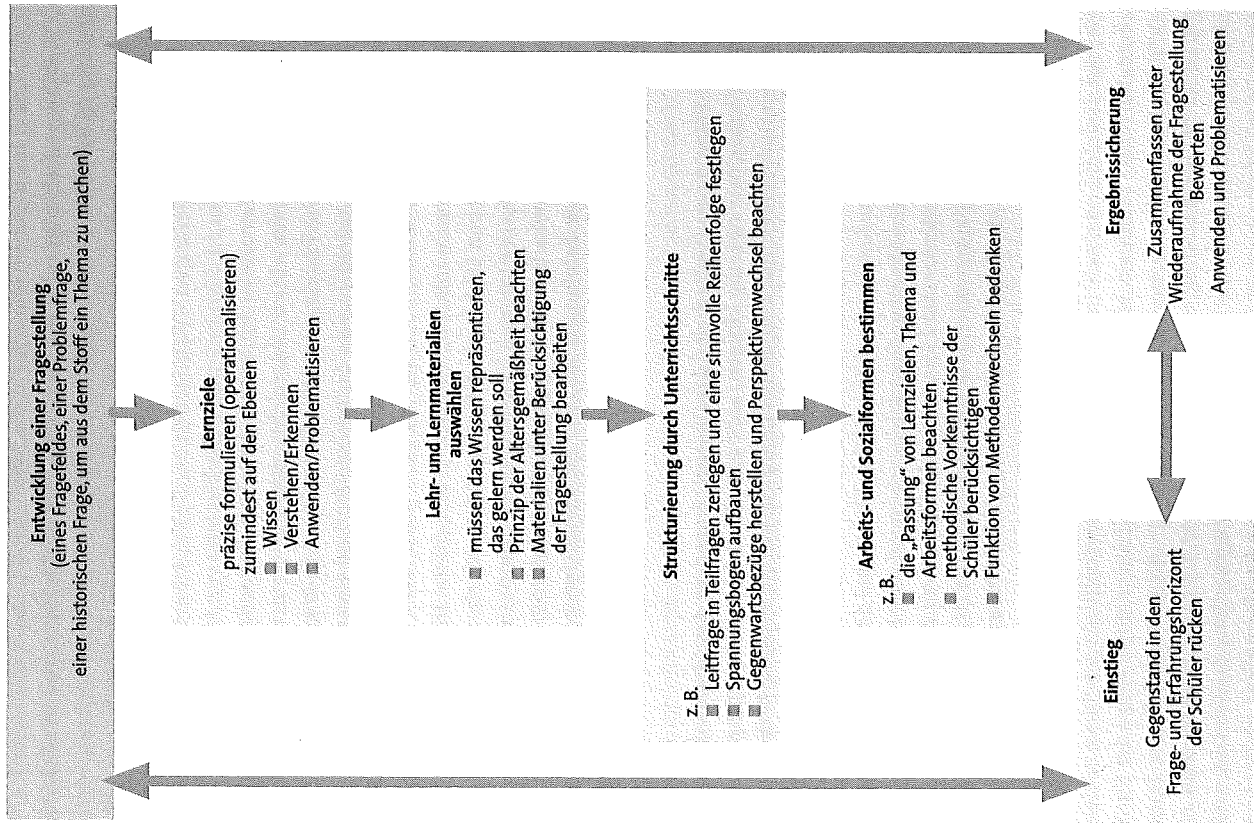 Entwicklung einer Fragestellung
(eines Fragefeldes, einer Problemfrage,
einer historischen Frage, um aus dem Stoff ein Thema zu machen)
Lernziele
präzise formulieren (operationalisieren)
zumindest auf den Ebenen
Wissen
Verstehen/Erkennen
Anwenden/Problematisieren
Lehr- und Lernmaterialien
auswählen
müssen das Wissen repräsentieren,
das gelern werden soll
Prinzip der Altersgemäßheit beachten
Materialien unter Berücksichtigung
der Fragestellung bearbeiten
Strukturierung durch Unterrichtsschritte
z. B.
Leitfrage in Teilfragen zerlegen und eine sinnvolle Reihenfolge festlegen
Spannungsbogen aufbauen
Gegenwartsbezüge herstellen und Perspektivenwechsel beachten
Arbeits- und Sozialformen bestimmen
z. B.
die „Passung" von Lernzielen, Thema und
Arbeitsformen beachten
methodische Vorkenntnisse der
Schüler berücksichtigen
Funktion von Methodenwechseln bedenken
Einstieg
Gegenstand in den
Frage- und Erfahrungshorizont
der Schüler rücken
Ergebnissicherung
Zusammenfassen unter
Wiederaufnahme der Fragestellung
Bewerten
Anwenden und Problematisieren